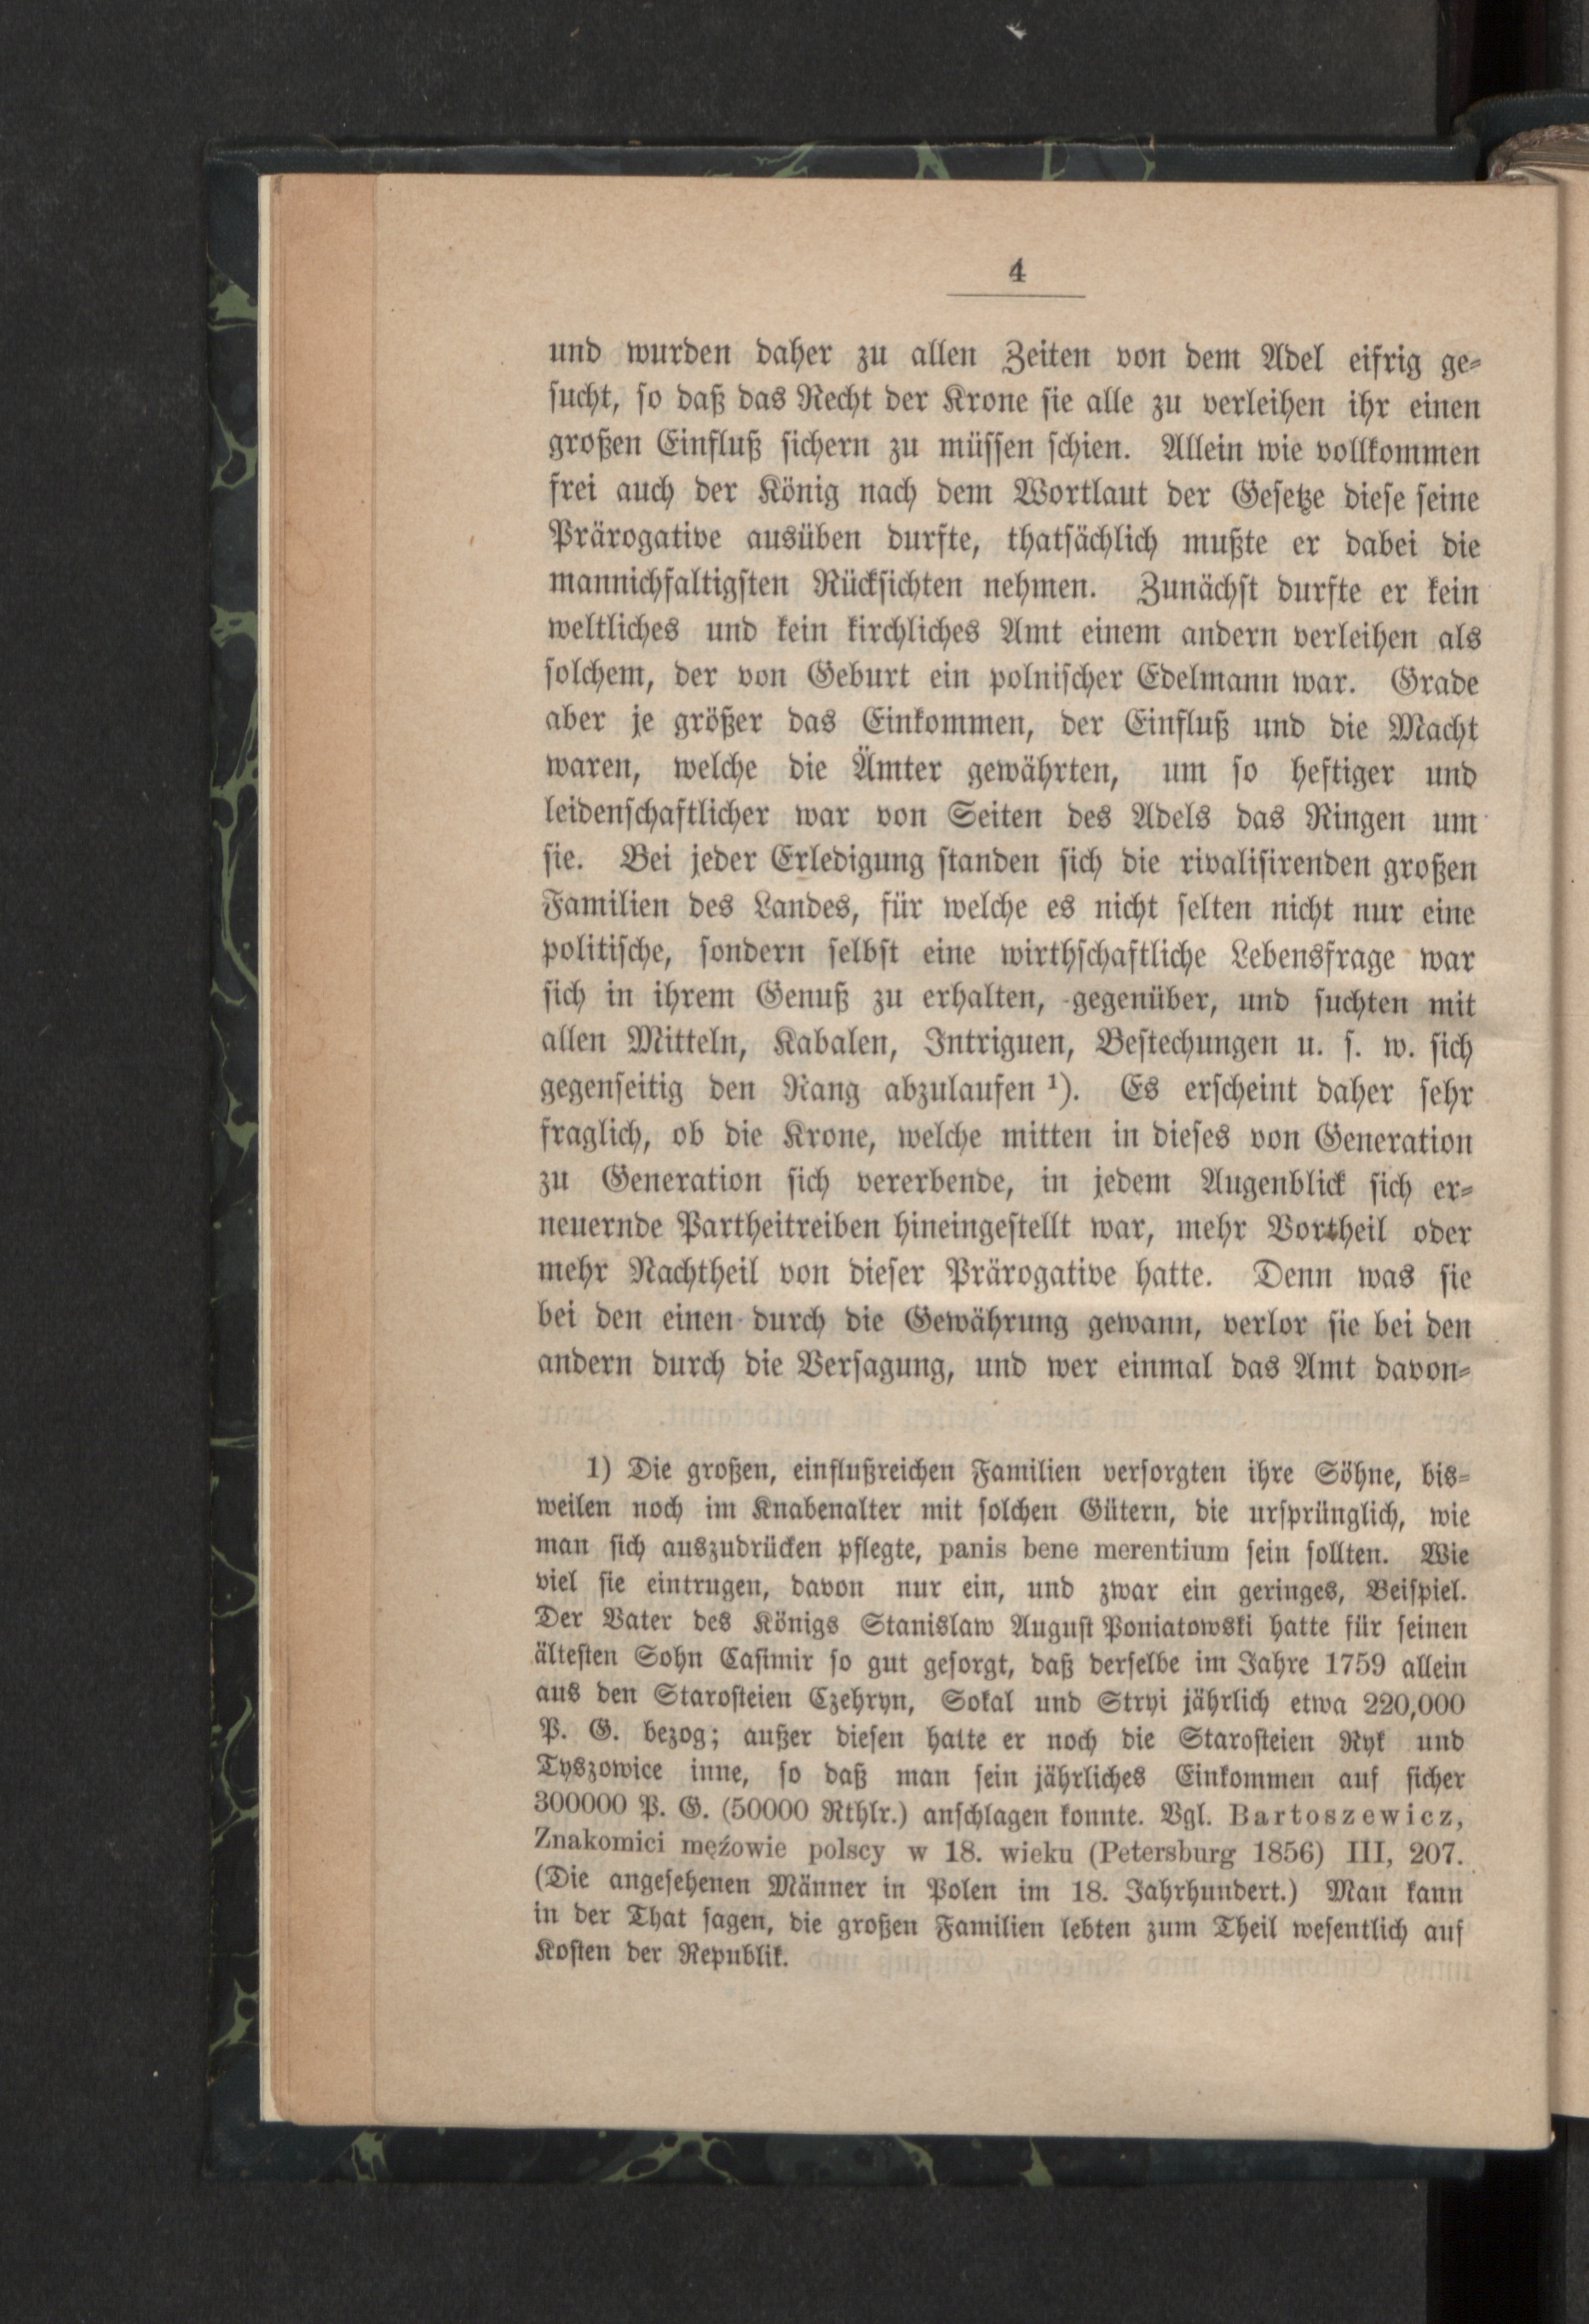 4
und wurden daher zu allen Zeiten von dem Adel eifrig ge-
sucht, so daß das Recht der Krone sie alle zu verleihen ihr einen
großen Einfluß sichern zu müssen schien. Allein wie vollkommen
frei auch der König nach dem Wortlaut der Gesetze diese seine
Prärogative ausüben durfte, thatsächlich mußte er dabei die
mannichfaltigsten Rücksichten nehmen. Zunächst durfte er kein
weltliches und kein kirchliches Amt einem andern verleihen als
solchem, der von Geburt ein polnischer Edelmann war. Grade
aber je größer das Einkommen, der Einfluß und die Macht
waren, welche die Ämter gewährten, um so heftiger und
leidenschaftlicher war von Seiten des Adels das Ringen um
sie. Bei jeder Erledigung standen sich die rivalisirenden großen
Familien des Landes, für welche es nicht selten nicht nur eine
politische, sondern selbst eine wirthschaftliche Lebensfrage war
sich in ihrem Genuß zu erhalten, gegenüber, und suchten mit
allen Mitteln, Kabalen, Intriguen, Bestechungen u. s. w. sich
gegenseitig den Rang abzulaufen ¹). Es erscheint daher sehr
fraglich, ob die Krone, welche mitten in dieses von Generation
zu Generation sich vererbende, in jedem Augenblick sich er-
neuernde Partheitreiben hineingestellt war, mehr Vortheil oder
mehr Nachtheil von dieser Prärogative hatte. Denn was sie
bei den einen durch die Gewährung gewann, verlor sie bei den
andern durch die Versagung, und wer einmal das Amt davon-
1) Die großen, einflußreichen Familien versorgten ihre Söhne, bis-
weilen noch im Knabenalter mit solchen Gütern, die ursprünglich, wie
man sich auszudrücken pflegte, panis bene merentium sein sollten. Wie
viel sie eintrugen, davon nur ein, und zwar ein geringes, Beispiel.
Der Vater des Königs Stanislaw August Poniatowski hatte für seinen
ältesten Sohn Casimir so gut gesorgt, daß derselbe im Jahre 1759 allein
aus den Starosteien Czehryn, Sokal und Stryi jährlich etwa 220,000
P. G. bezog; außer diesen hatte er noch die Starosteien Ryk und
Tyszowice inne, so daß man sein jährliches Einkommen auf sicher
300000 P. G. (50000 Rthlr.) anschlagen konnte. Vgl. Bartoszewicz,
Znakomici mężowie polscy w 18. wieku (Petersburg 1856) III, 207.
(Die angesehenen Männer in Polen im 18. Jahrhundert.) Man kann
in der That sagen, die großen Familien lebten zum Theil wesentlich auf
Kosten der Republik.